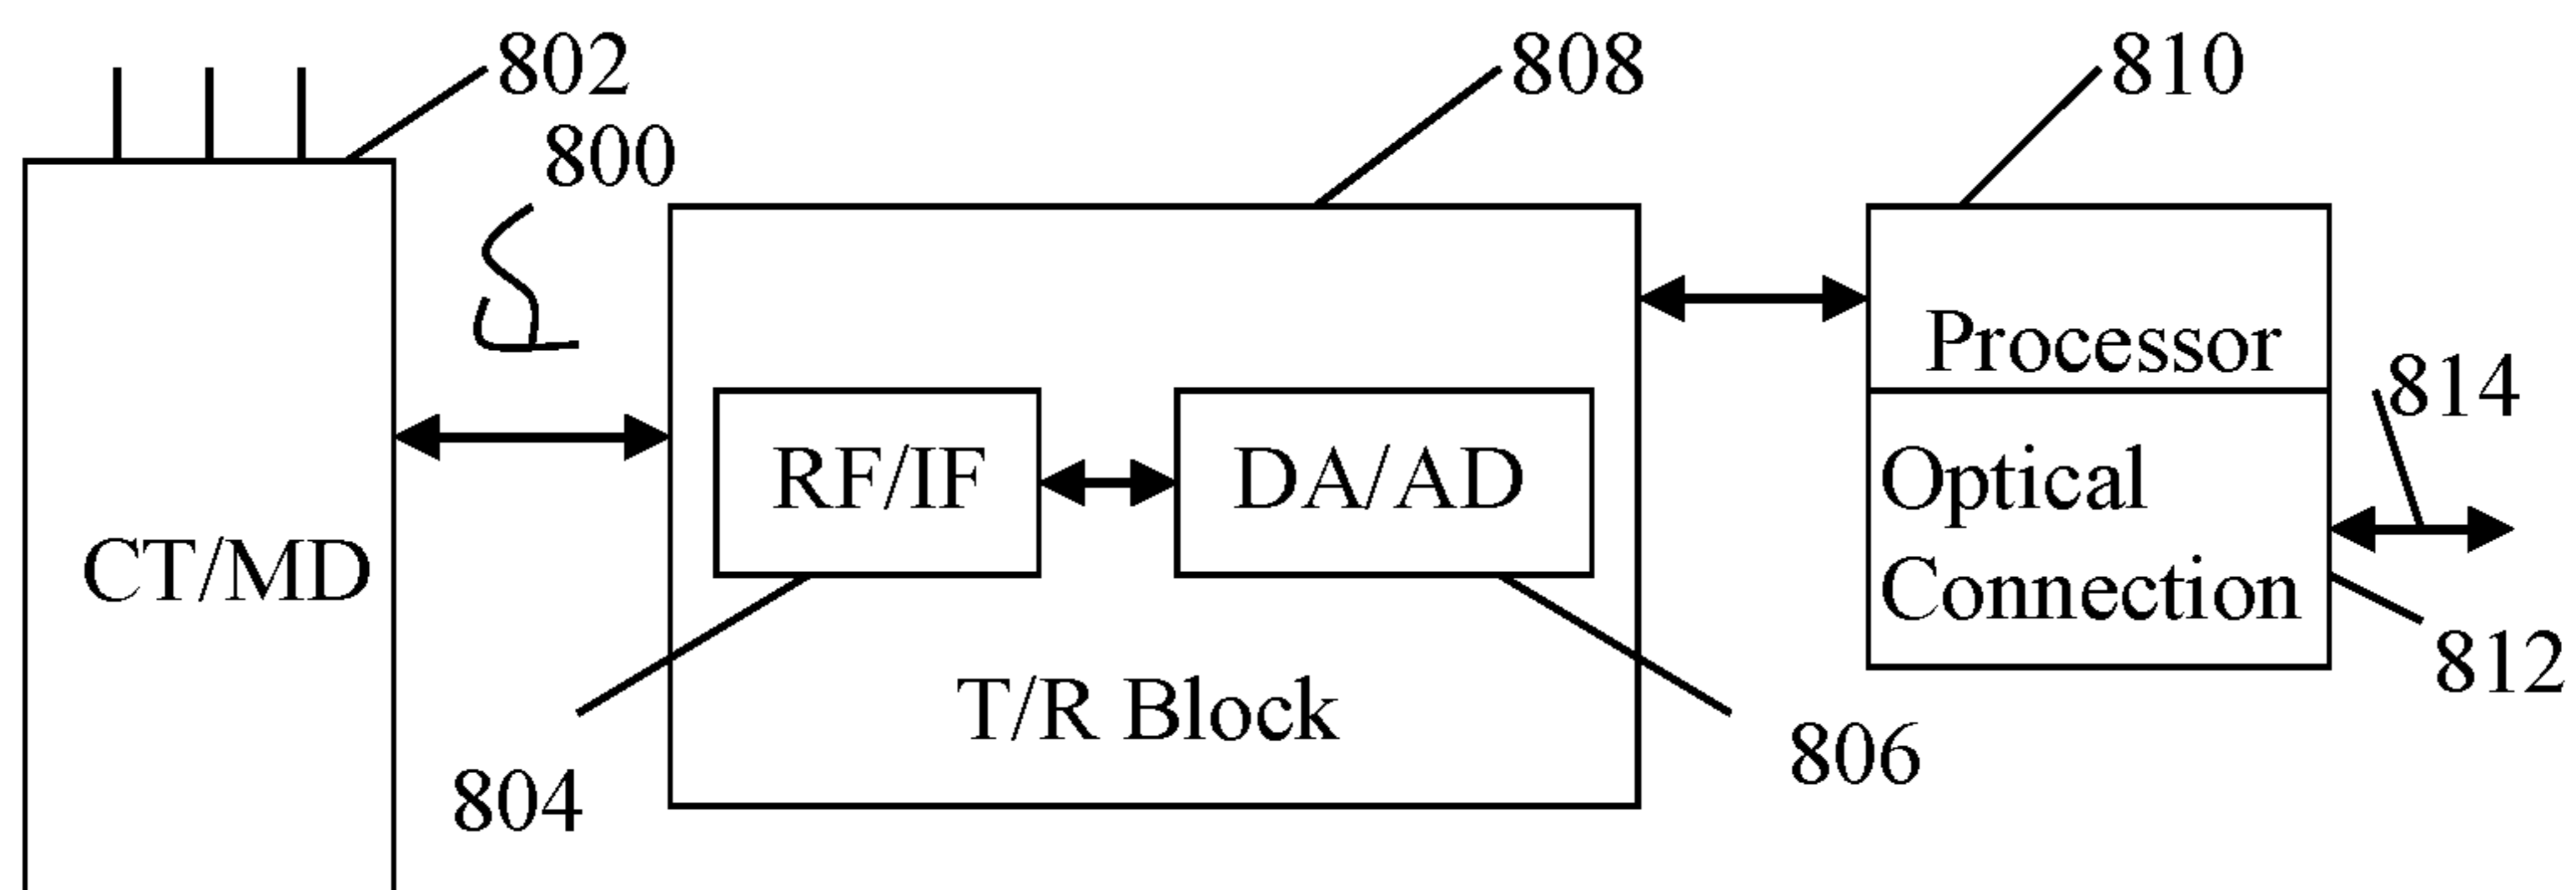 802
808
810
800
Processor
814
RF/IF
DA/AD
Optical
Connection
CT/MD
812
T/R Block
806
804